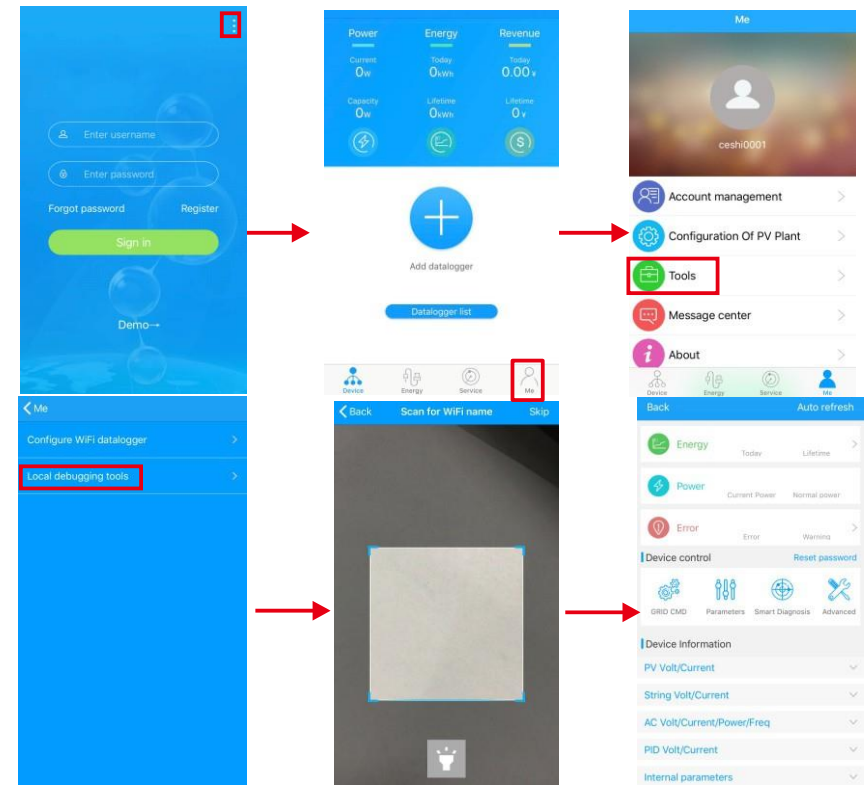 Enter username
Enter password
Forgot password Register
Sign in
Demo→
Power Energy Revenue
Current Today Today
0w 0kWh 0.00¥
Capacity Lifetime Lifetime
0w 0kWh 0¥
Add datalogger
Datalogger list
Device Energy Service Me
Me
ceshi0001
Account management
Configuration Of PV Plant
Tools
Message center
About
Device Energy Service Me
Me
Configure WiFi datalogger
Local debugging tools
Back Scan for WiFi name Skip
Back Auto refresh
Energy
Today Lifetime
Power
Current Power Normal power
Error
Error Warning
Device control Reset password
GRID CMD Parameters Smart Diagnosis Advanced
Device Information
PV Volt/Current
String Volt/Current
AC Volt/Current/Power/Freq
PID Volt/Current
Internal parameters